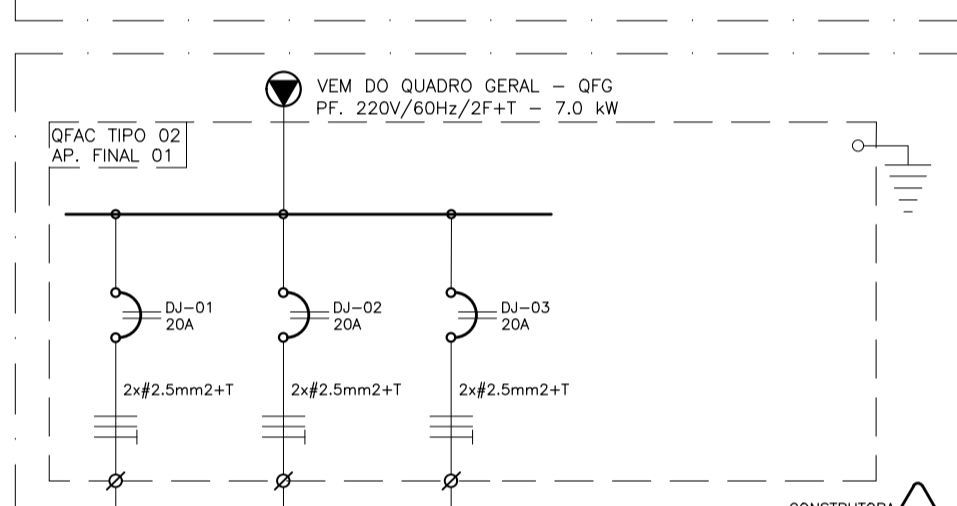 VEM DO QUADRO GERAL – QFG
PF. 220V/60Hz/2F+T – 7.0 kW
QFAC TIPO 02
AP. FINAL 01
DJ–01
20A
DJ–02
20A
DJ–03
20A
2x#2.5mm2+T
2x#2.5mm2+T
2x#2.5mm2+T
CONSTRUTORA